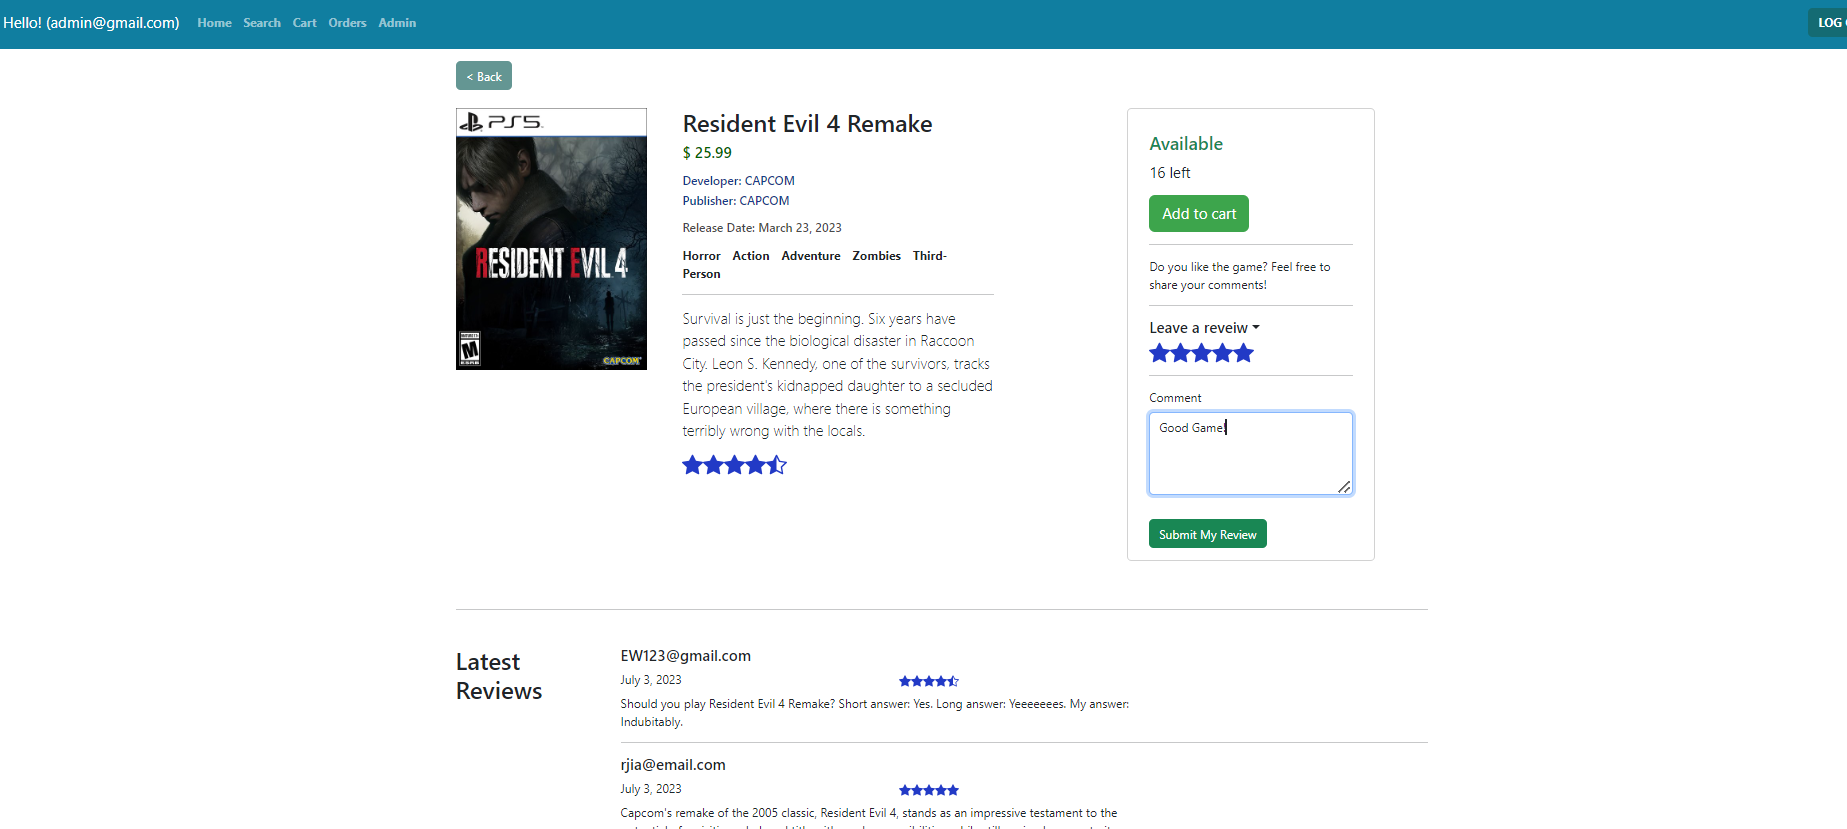 Hello! (admin@gmail.com) Home Search Cart Orders Admin LOG
< Back
PS5
RESIDENT EVIL 4
MATURE 17+
M
ESRB
CAPCOM
Resident Evil 4 Remake
$ 25.99
Developer: CAPCOM
Publisher: CAPCOM
Release Date: March 23, 2023
Horror Action Adventure Zombies Third-
Person
Survival is just the beginning. Six years have
passed since the biological disaster in Raccoon
City. Leon S. Kennedy, one of the survivors, tracks
the president's kidnapped daughter to a secluded
European village, where there is something
terribly wrong with the locals.
Available
16 left
Add to cart
Do you like the game? Feel free to
share your comments!
Leave a reveiw
Comment
Good Game!
Submit My Review
Latest
Reviews
EW123@gmail.com
July 3, 2023
Should you play Resident Evil 4 Remake? Short answer: Yes. Long answer: Yeeeeeees. My answer:
Indubitably.
rjia@email.com
July 3, 2023
Capcom's remake of the 2005 classic, Resident Evil 4, stands as an impressive testament to the